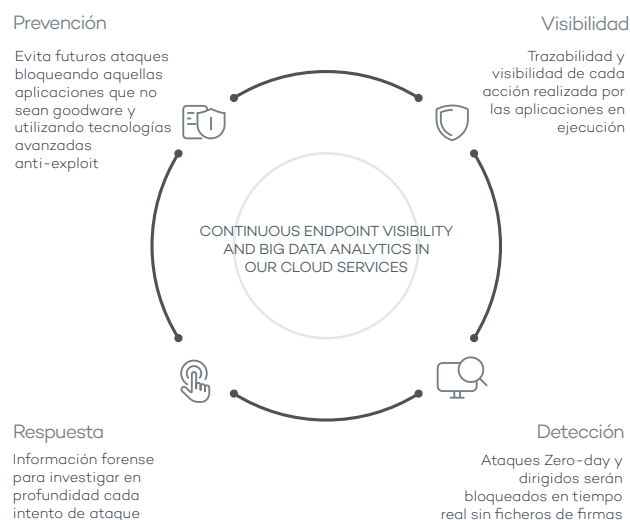 Prevención
Evita futuros ataques
bloqueando aquellas
aplicaciones que no
sean goodware y
utilizando tecnologías
avanzadas
anti-exploit
Visibilidad
Trazabilidad y
visibilidad de cada
acción realizada por
las aplicaciones en
ejecución
CONTINUOUS ENDPOINT VISIBILITY
AND BIG DATA ANALYTICS IN
OUR CLOUD SERVICES
Respuesta
Información forense
para investigar en
profundidad cada
intento de ataque
Detección
Ataques Zero-day y
dirigidos serán
bloqueados en tiempo
real sin ficheros de firmas